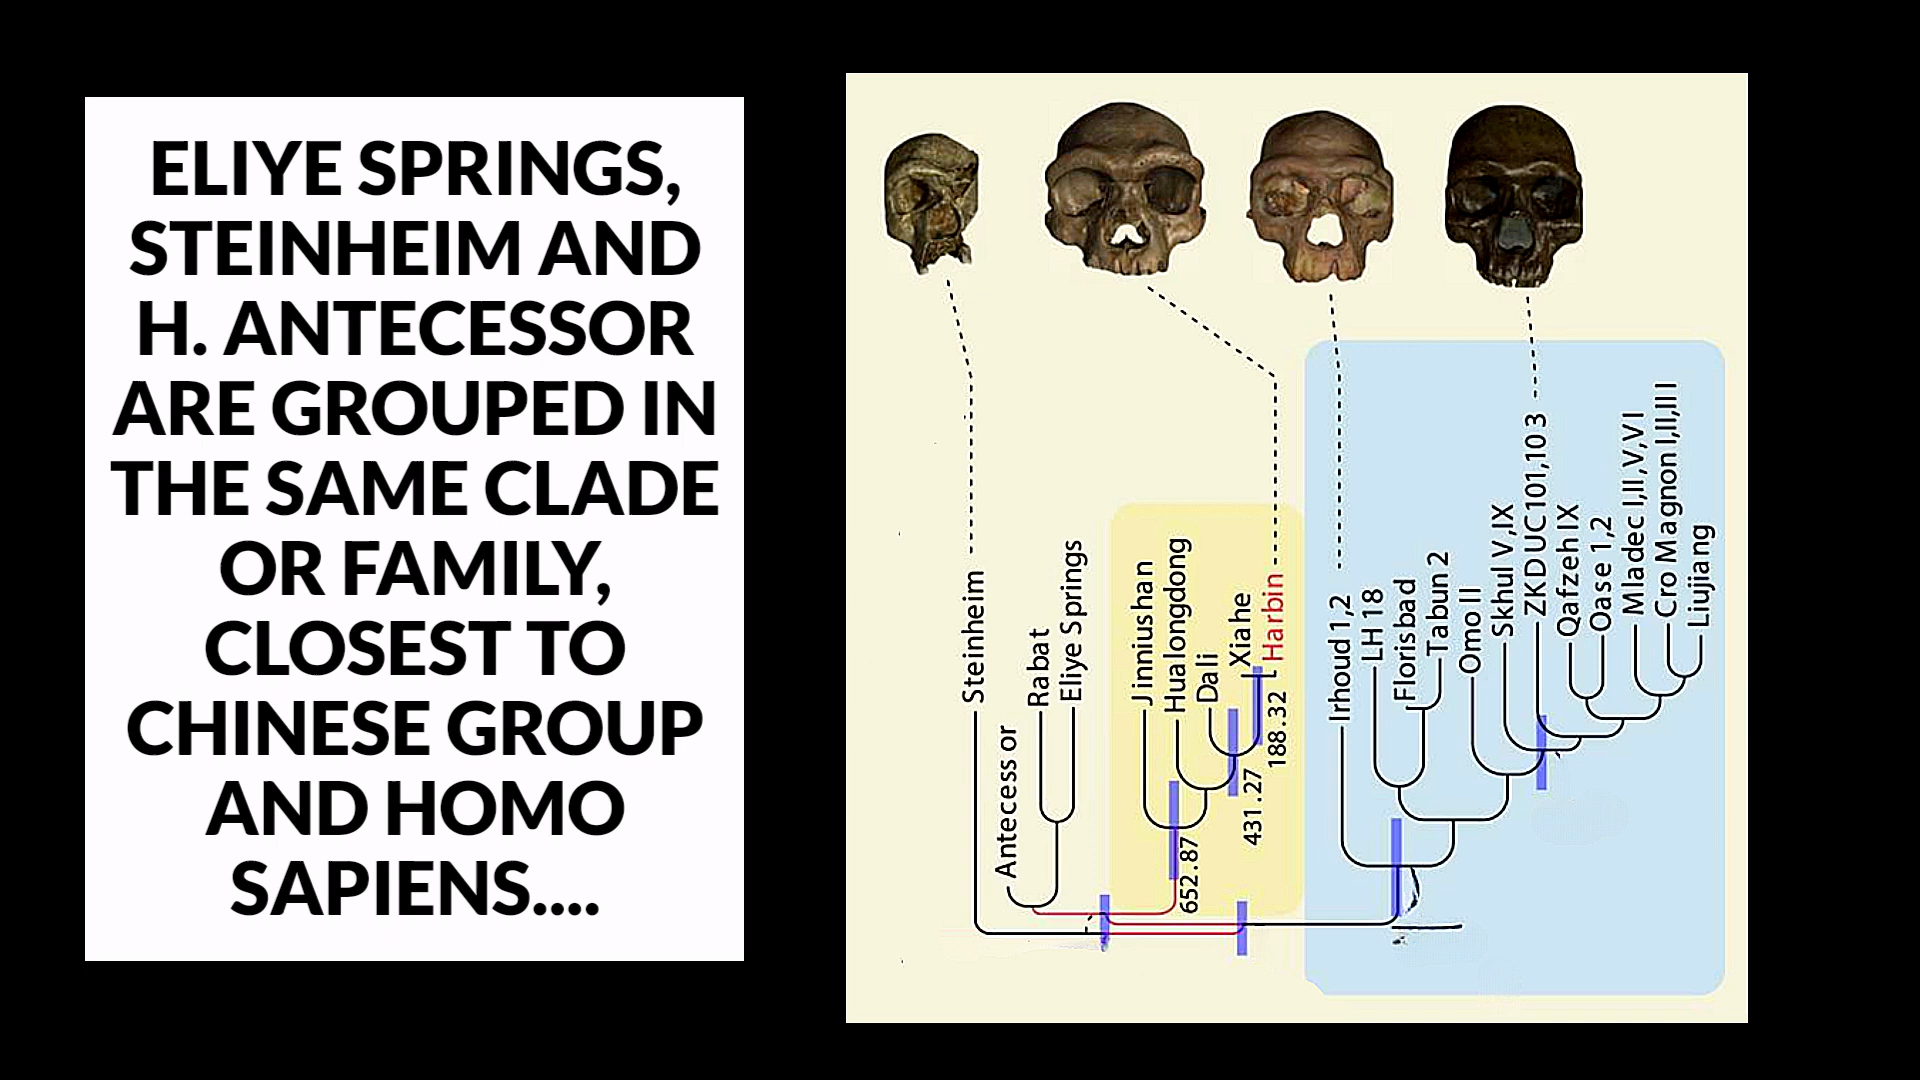 ELIYE SPRINGS,
STEINHEIM AND
H. ANTECESSOR
ARE GROUPED IN
THE SAME CLADE
OR FAMILY,
CLOSEST TO
CHINESE GROUP
AND HOMO
SAPIENS....
Steinheim
Antecessor
Rabat
Eliye Springs
Jinniushan
Hualongdong
Dali
Xiahe
Harbin
Irhoud 1,2
LH 18
Florisbad
Tabun 2
Omo II
Skhul V,IX
ZKDUC101,103
Qafzeh IX
Oase 1,2
Mladec I,II,V,VI
Cro Magnon I,II,III
Liujiang
652.87
431.27
188.32